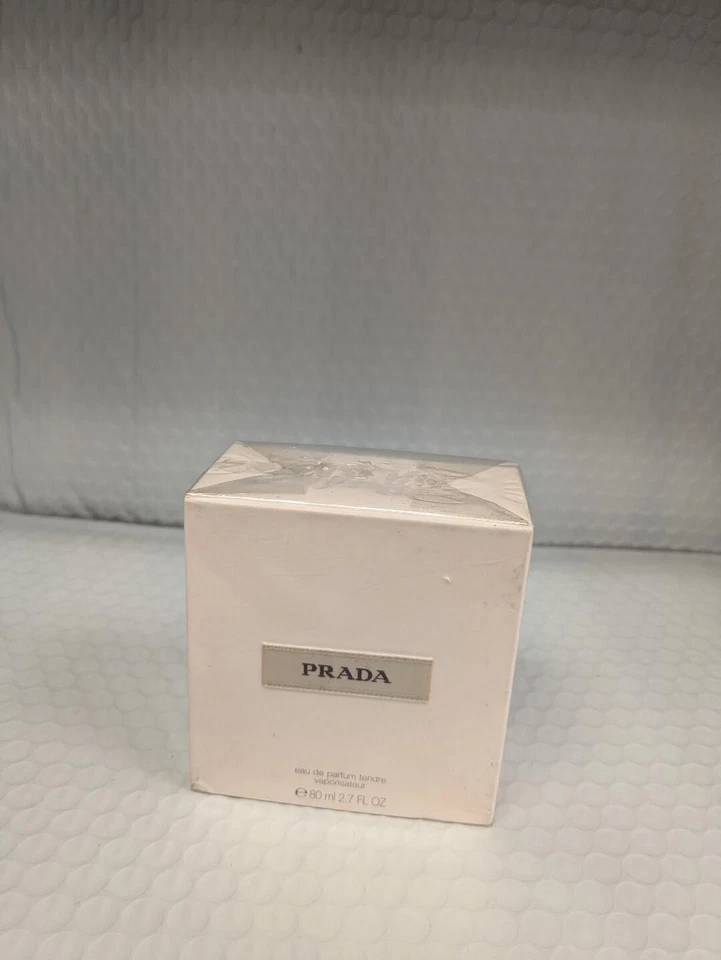 PRADA
eau de parfum tendre
vaporisateur
℮ 80 ml 2.7 FL OZ